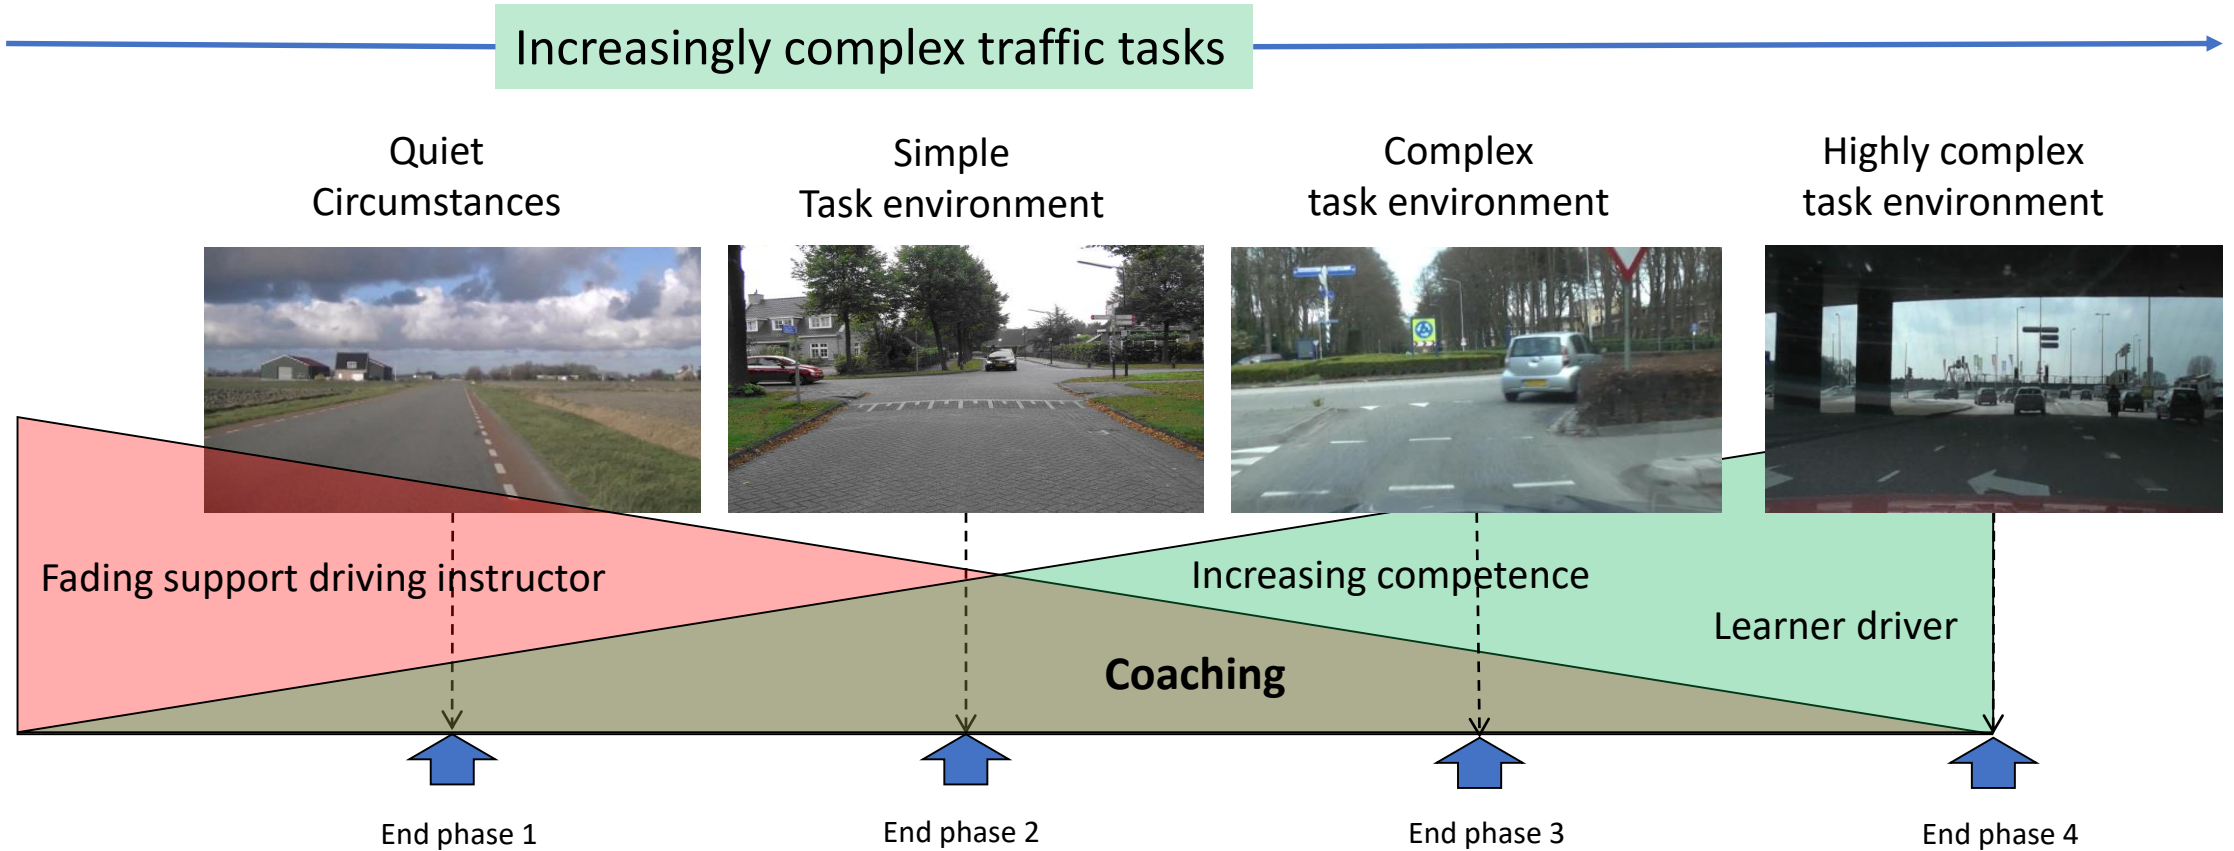 Increasingly complex traffic tasks
Quiet
Circumstances
Simple
Task environment
Complex
task environment
Highly complex
task environment
Fading support driving instructor
Increasing competence
Learner driver
Coaching
End phase 1
End phase 2
End phase 3
End phase 4